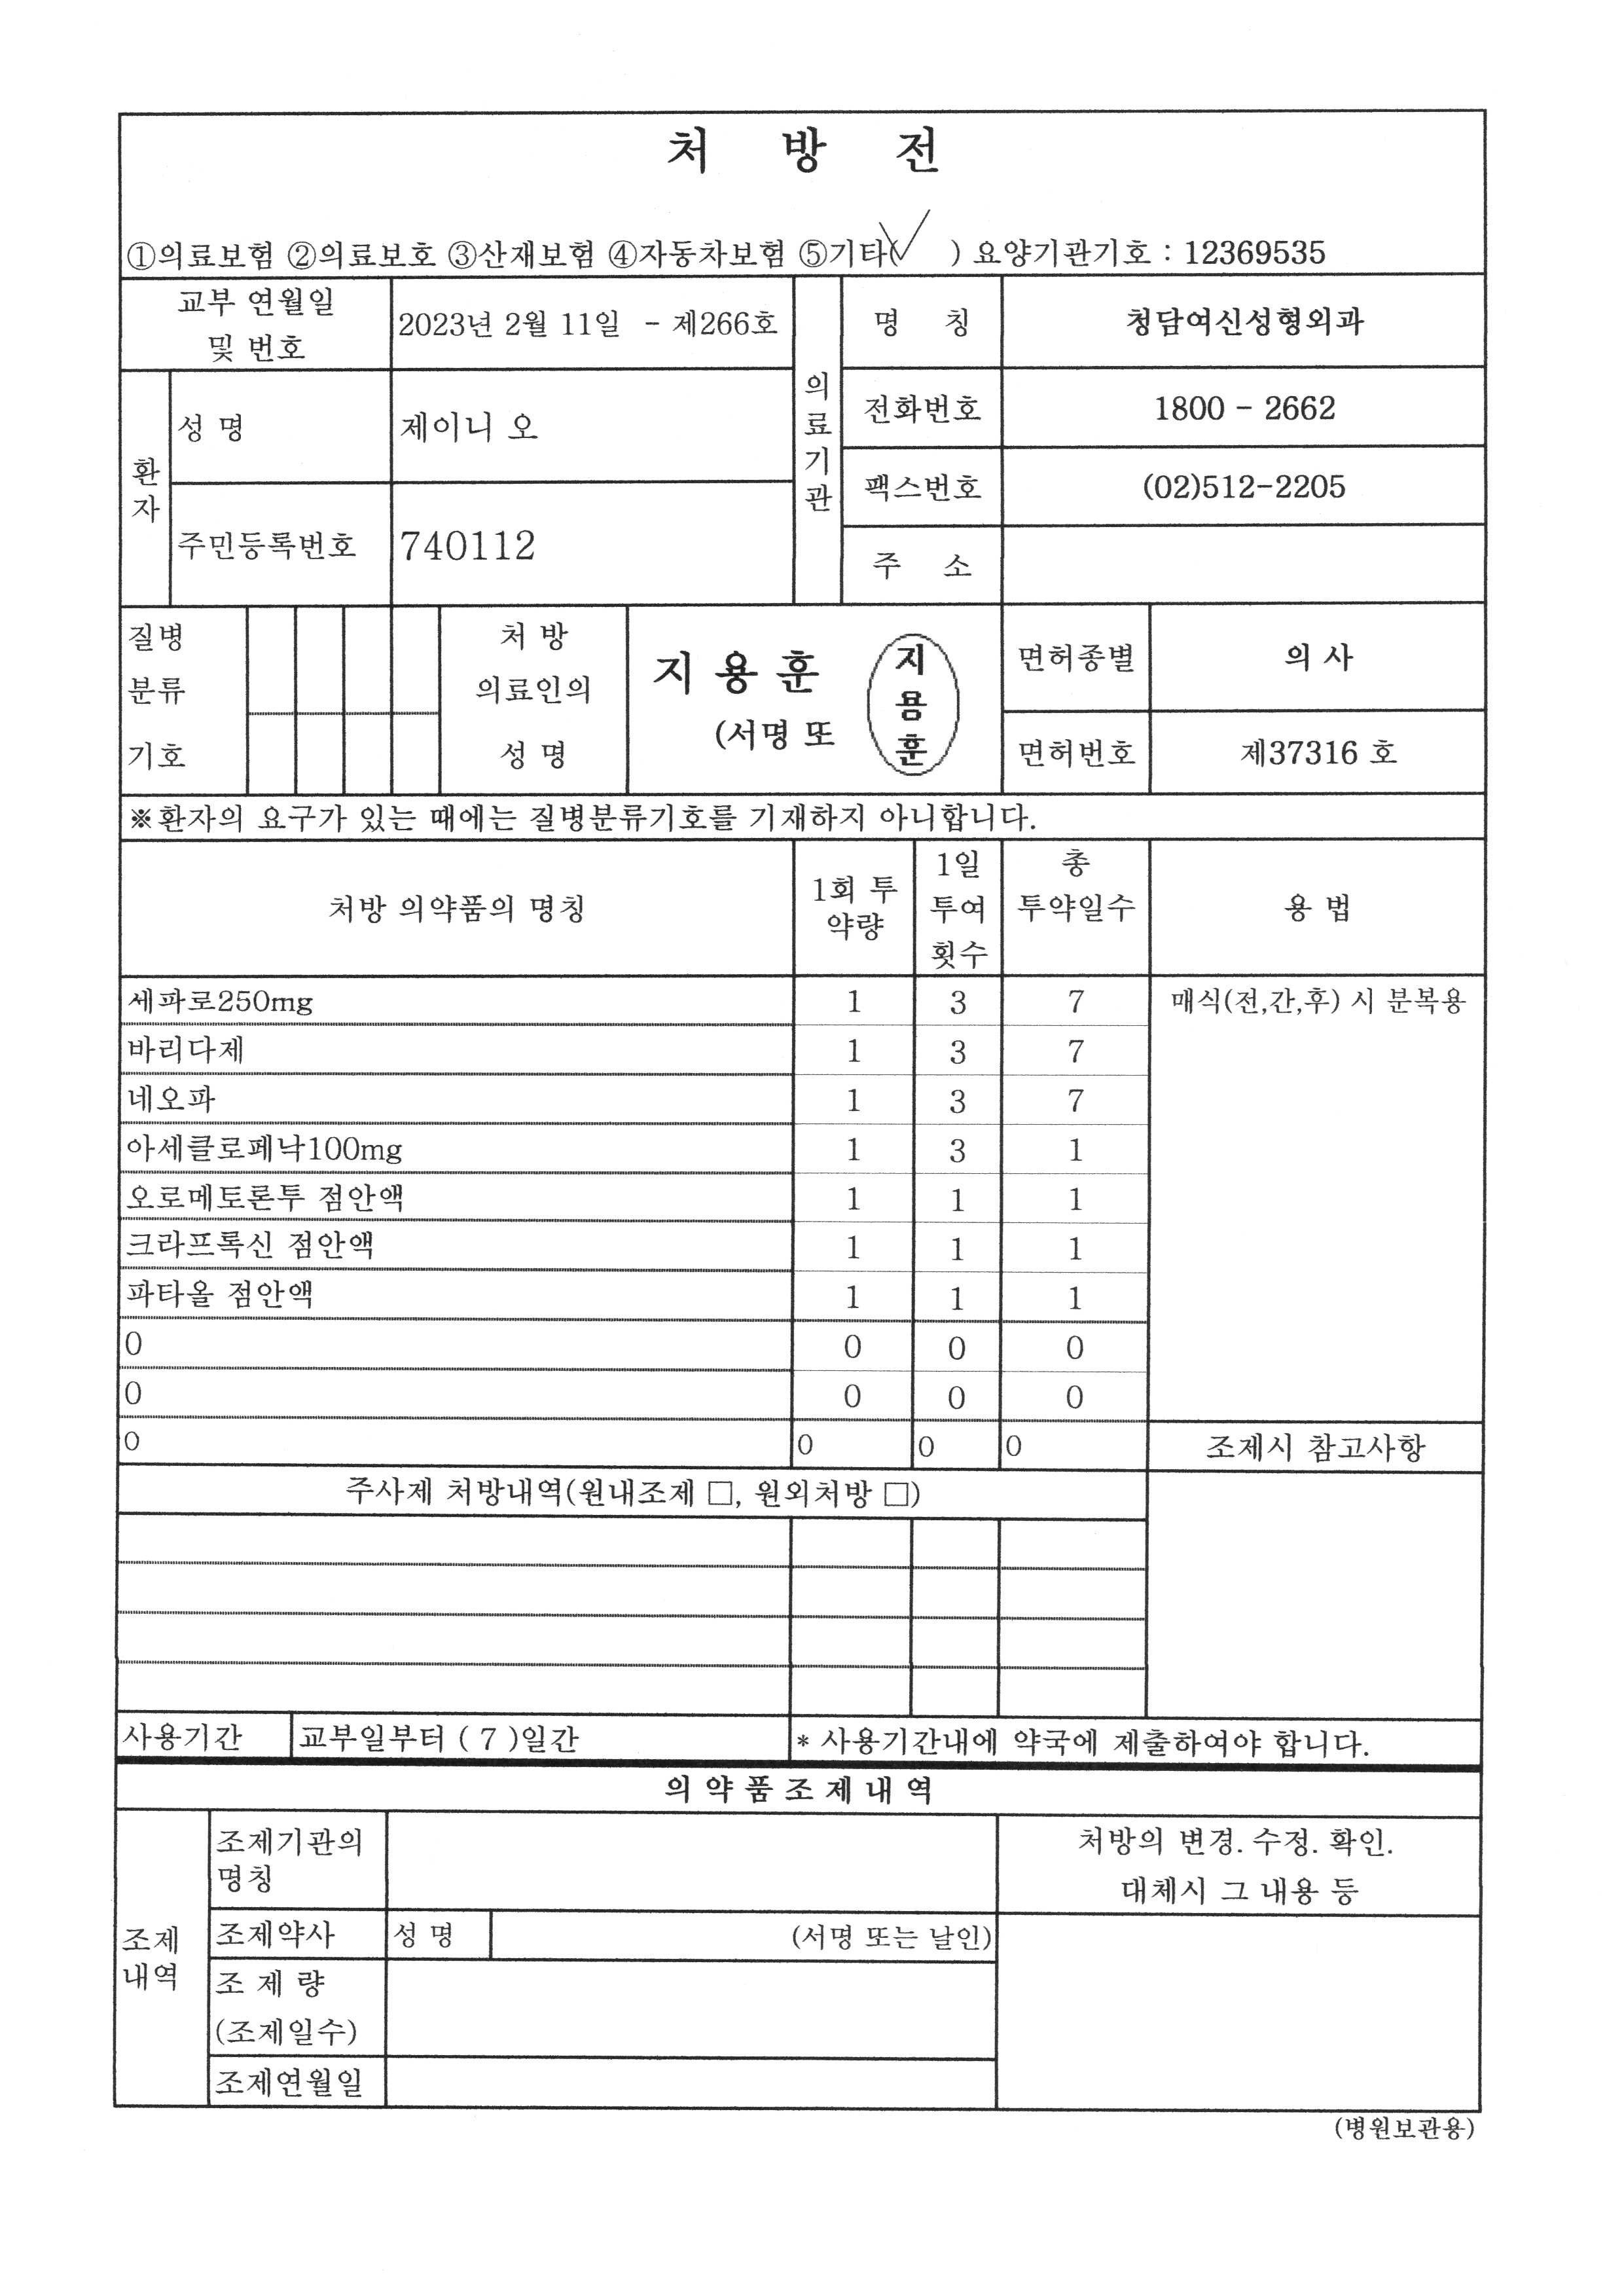 처 방 전
①의료보험 ②의료보호 ③산재보험 ④자동차보험 ⑤기타(√ ) 요양기관기호 : 12369535
교부 연월일
및 번호
2023년 2월 11일 - 제266호
의료기관
명 칭
청담여신성형외과
전화번호
1800 - 2662
팩스번호
(02)512-2205
주 소
환자
성 명
제이니 오
주민등록번호
740112
질병
분류
기호
처 방
의료인의
성 명
지 용 훈
(서명 또
지용훈
면허종별
의 사
면허번호
제37316 호
※환자의 요구가 있는 때에는 질병분류기호를 기재하지 아니합니다.
처방 의약품의 명칭
1회 투
약량
1일
투여
횟수
총
투약일수
용 법
세파로250mg 1 3 7 매식(전,간,후) 시 분복용
바리다제 1 3 7
네오파 1 3 7
아세클로페낙100mg 1 3 1
오로메토론투 점안액 1 1 1
크라프록신 점안액 1 1 1
파타올 점안액 1 1 1
0 0 0 0
0 0 0 0
0 0 0 0 조제시 참고사항
주사제 처방내역(원내조제 □, 원외처방 □)
사용기간 교부일부터 ( 7 )일간 * 사용기간내에 약국에 제출하여야 합니다.
의 약 품 조 제 내 역
조제
내역
조제기관의
명칭
처방의 변경. 수정. 확인.
대체시 그 내용 등
조제약사 성 명 (서명 또는 날인)
조 제 량
(조제일수)
조제연월일
(병원보관용)